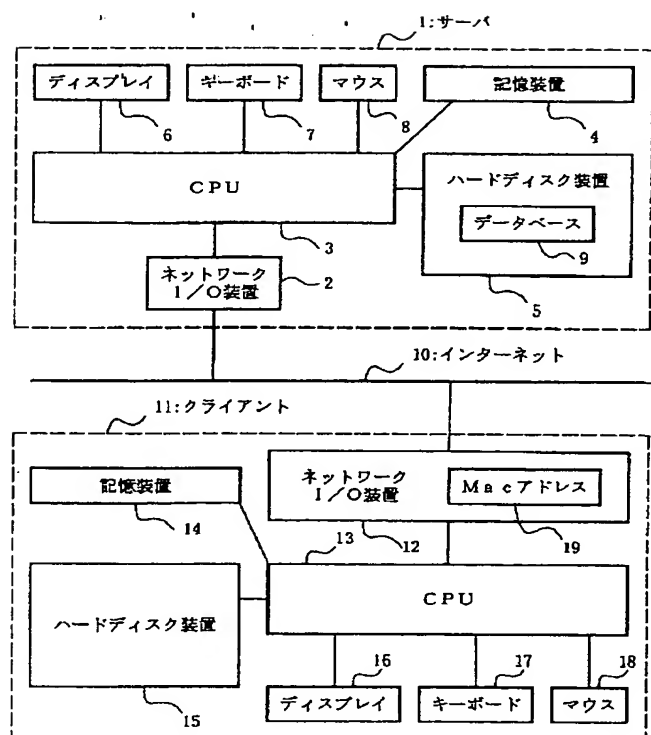 1:サーバ
ディスプレイ
キーボード
マウス
記憶装置
6
7
8
4
CPU
ハードディスク装置
データベース
3
9
ネットワーク
I/O装置
2
5
10:インターネット
11:クライアント
記憶装置
ネットワーク
I/O装置
Macアドレス
14
12
19
13
ハードディスク装置
CPU
16
17
18
15
ディスプレイ
キーボード
マウス